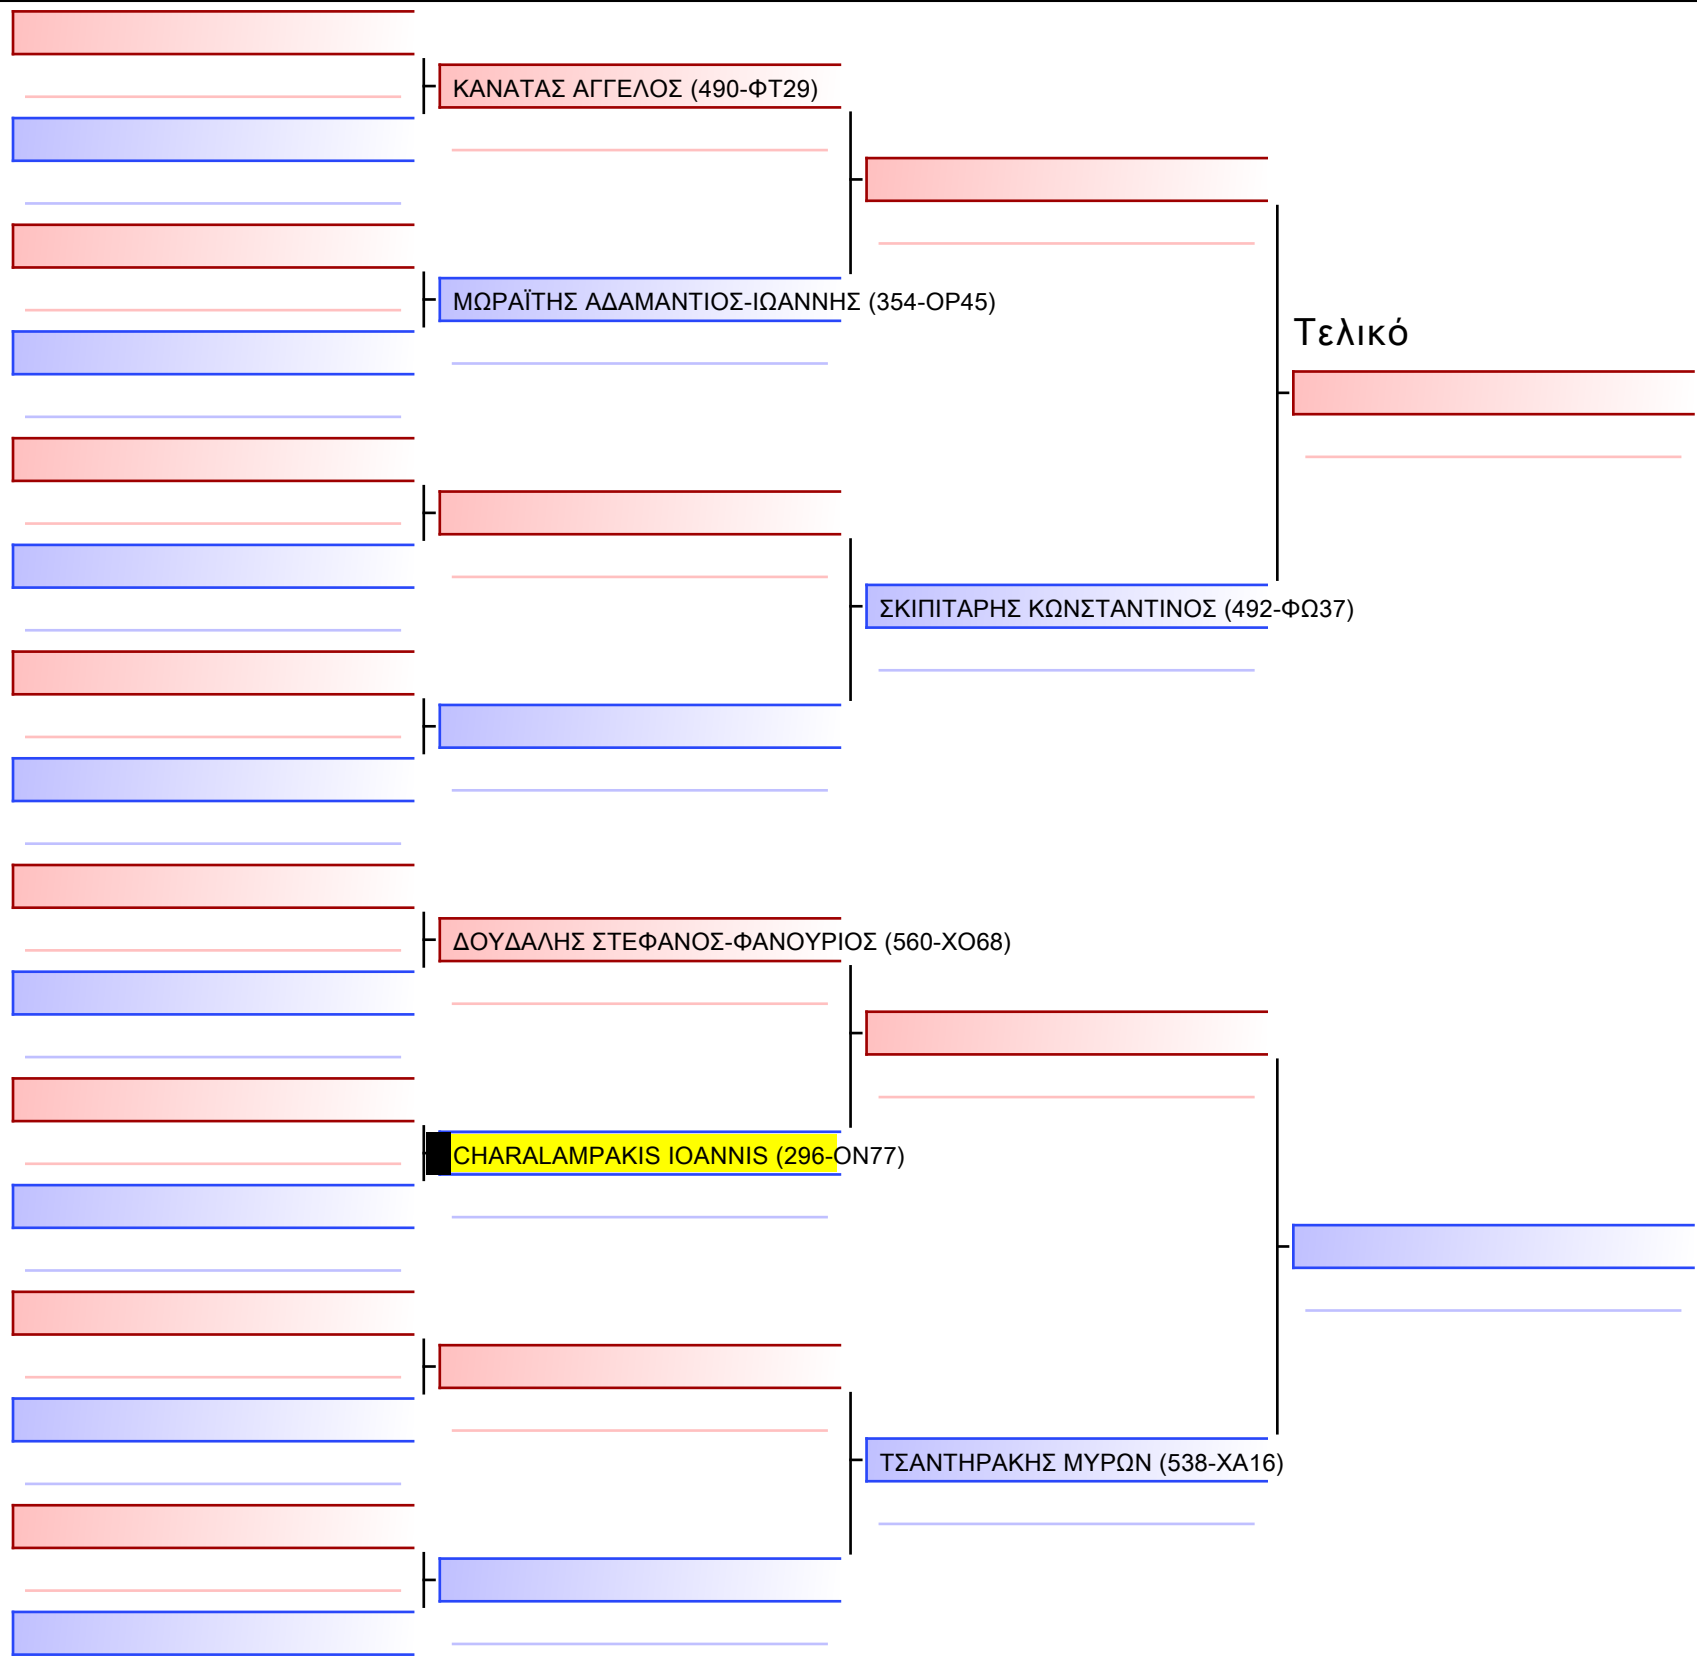 ΚΑΝΑΤΑΣ ΑΓΓΕΛΟΣ (490-ΦΤ29)
ΜΩΡΑΪΤΗΣ ΑΔΑΜΑΝΤΙΟΣ-ΙΩΑΝΝΗΣ (354-ΟΡ45)
Τελικό
ΣΚΙΠΙΤΑΡΗΣ ΚΩΝΣΤΑΝΤΙΝΟΣ (492-ΦΩ37)
ΔΟΥΔΑΛΗΣ ΣΤΕΦΑΝΟΣ-ΦΑΝΟΥΡΙΟΣ (560-ΧΟ68)
CHARALAMPAKIS IOANNIS (296-ΟΝ77)
ΤΣΑΝΤΗΡΑΚΗΣ ΜΥΡΩΝ (538-ΧΑ16)